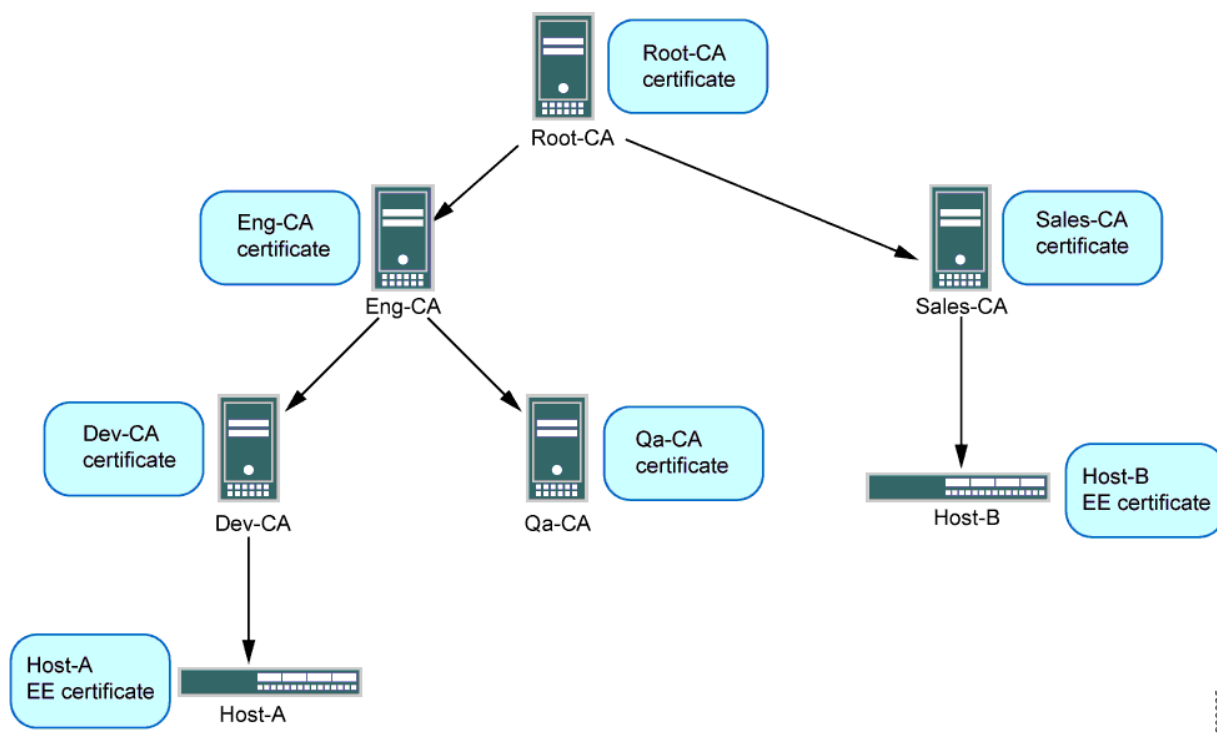 Root-CA
certificate
Root-CA
Eng-CA
certificate
Eng-CA
Sales-CA
certificate
Sales-CA
Dev-CA
certificate
Dev-CA
Qa-CA
certificate
Qa-CA
Host-B
Host-B
EE certificate
Host-A
EE certificate
Host-A